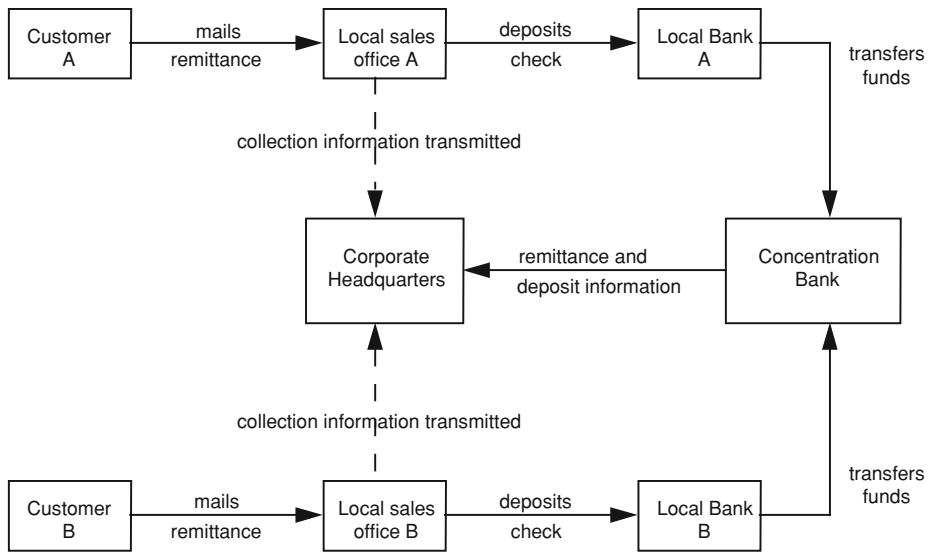 Customer
A
mails
remittance
Local sales
office A
deposits
check
Local Bank
A
transfers
funds
collection information transmitted
Corporate
Headquarters
remittance and
deposit information
Concentration
Bank
collection information transmitted
Customer
B
mails
remittance
Local sales
office B
deposits
check
Local Bank
B
transfers
funds